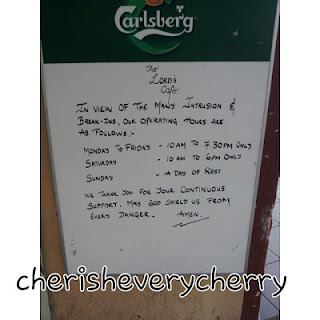 Carlsberg
the
LORD'S
Cafe
IN VIEW OF THE MANY INTRUSION &
BREAK-INS, OUR OPERATING HOURS ARE
AS FOLLOWS:-
MONDAY TO FRIDAY - 10 AM TO 7.30PM ONLY
SATURDAY - 10 AM TO 6PM ONLY
SUNDAY - A DAY OF REST.
WE THANK YOU FOR YOUR CONTINUOUS
SUPPORT. MAY GOD SHIELD US FROM
EVERY DANGER. AMEN.
cherisheverycherry